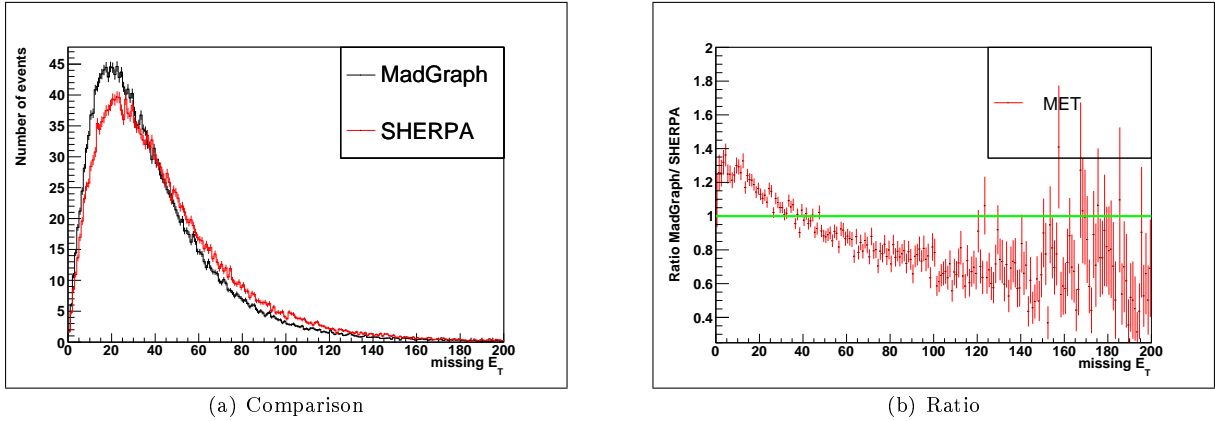 Number of events
45
40
35
30
25
20
15
10
5
0
MadGraph
SHERPA
0 20 40 60 80 100 120 140 160 180 200
missing E_T
(a) Comparison
Ratio MadGraph/ SHERPA
2
1.8
1.6
1.4
1.2
1
0.8
0.6
0.4
MET
0 20 40 60 80 100 120 140 160 180 200
missing E_T
(b) Ratio